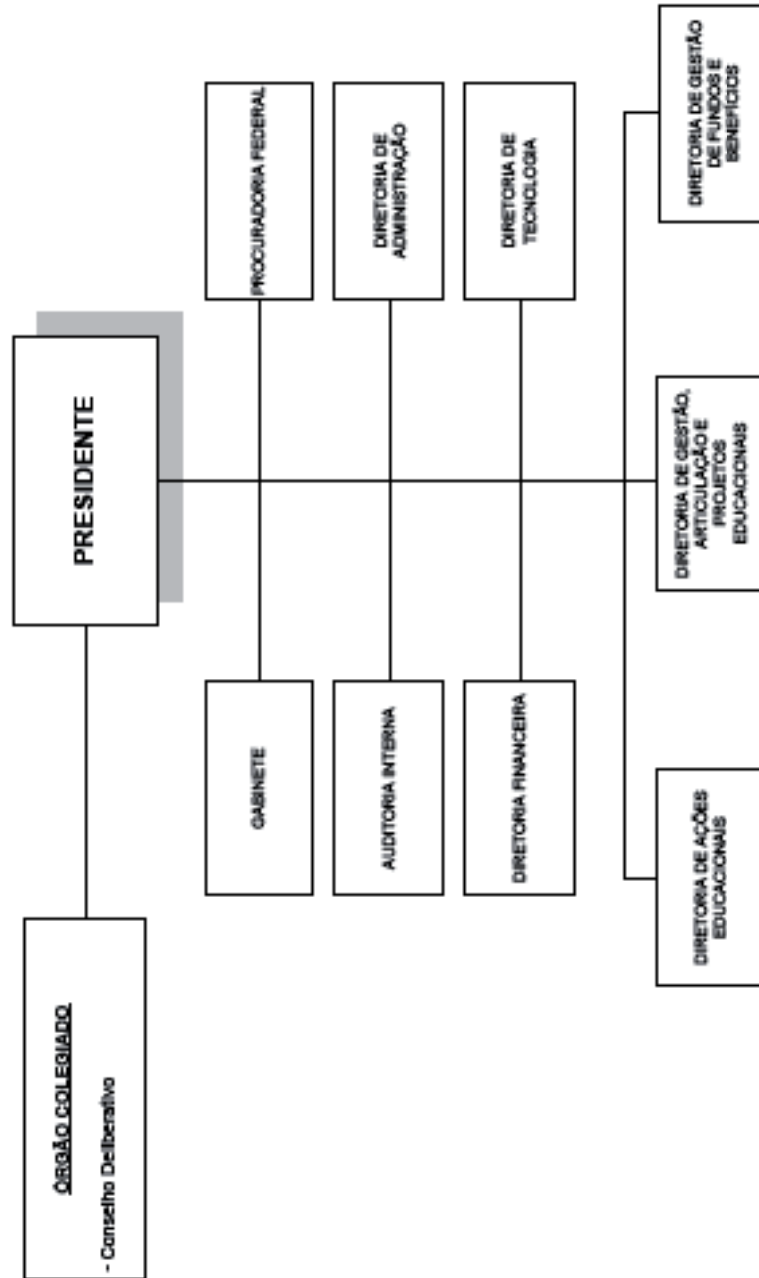 ÓRGÃO COLEGIADO
- Conselho Deliberativo
PRESIDENTE
GABINETE
PROCURADORIA FEDERAL
AUDITORIA INTERNA
DIRETORIA DE
ADMINISTRAÇÃO
DIRETORIA FINANCEIRA
DIRETORIA DE
TECNOLOGIA
DIRETORIA DE AÇÕES
EDUCACIONAIS
DIRETORIA DE GESTÃO,
ARTICULAÇÃO E
PROJETOS
EDUCACIONAIS
DIRETORIA DE GESTÃO
DE FUNDOS E
BENEFÍCIOS